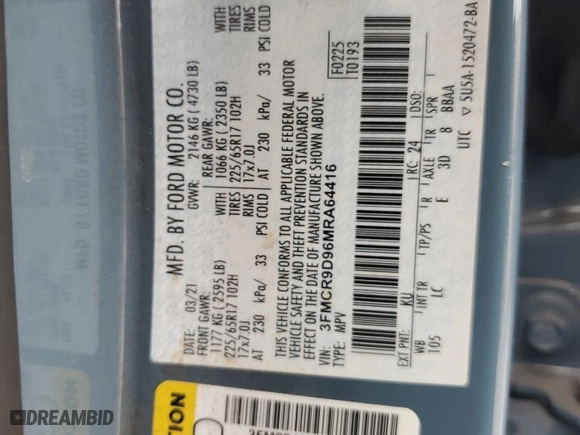 MFD. BY FORD MOTOR CO.
DATE: 03/21 GVWR: 2146 KG ( 4730 LB)
FRONT GAWR: REAR GAWR:
1177 KG ( 2595 LB) WITH 1066 KG ( 2350 LB) WITH
225/65R17 102H TIRES 225/65R17 102H TIRES
17x7.0J RIMS 17x7.0J RIMS
AT 230 kPa/ 33 PSI COLD AT 230 kPa/ 33 PSI COLD
THIS VEHICLE CONFORMS TO ALL APPLICABLE FEDERAL MOTOR
VEHICLE SAFETY AND THEFT PREVENTION STANDARDS IN
EFFECT ON THE DATE OF MANUFACTURE SHOWN ABOVE.
VIN: 3FMCR9D96MRA64416
TYPE: MPV
F0225
T0193
EXT PNT: KU RC: 24 DSO:
WB INT TR TP/PS R AXLE TR SPR
105 LC E 3D 8 BBAA
UTC 5U5A-1520472-BA
DREAMBID